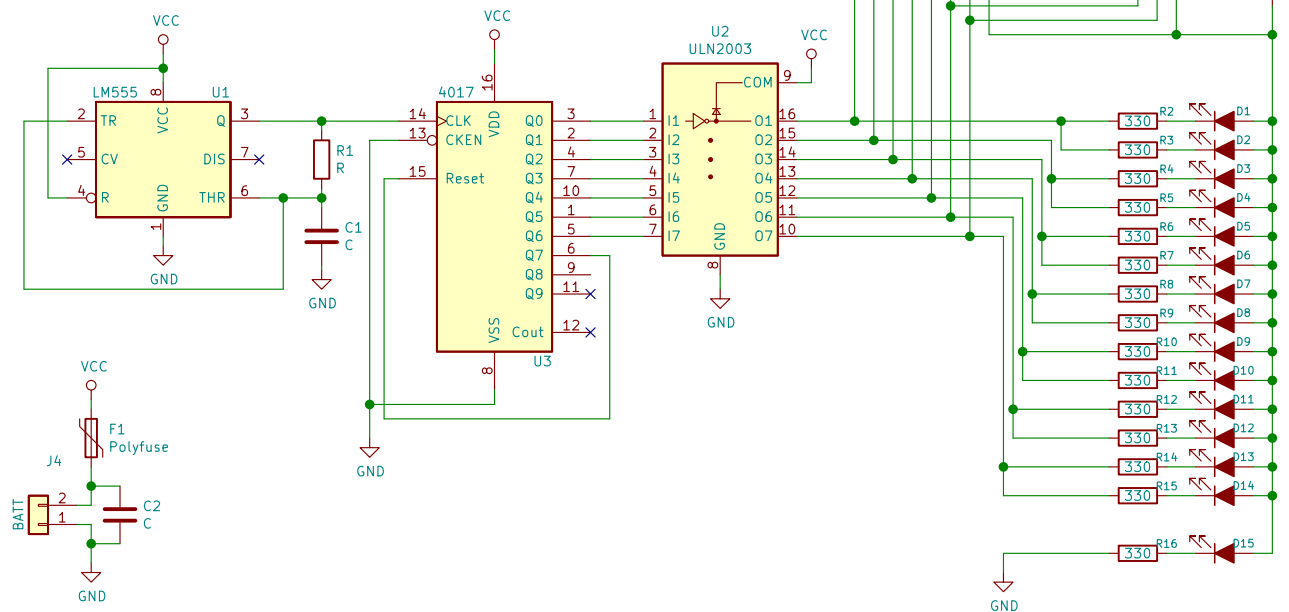 VCC
LM555
U1
8
VCC
2
TR
Q
3
5
CV
DIS
7
4
R
GND
THR
6
1
GND
R1
R
C1
C
GND
VCC
16
4017
VDD
14
CLK
13
CKEN
15
Reset
Q0
3
Q1
2
Q2
4
Q3
7
Q4
10
Q5
1
Q6
5
Q7
6
Q8
9
Q9
11
Cout
12
VSS
8
U3
GND
U2
ULN2003
VCC
COM
9
1
I1
2
I2
3
I3
4
I4
5
I5
6
I6
7
I7
O1
16
O2
15
O3
14
O4
13
O5
12
O6
11
O7
10
GND
8
GND
330
R2
D1
330
R3
D2
330
R4
D3
330
R5
D4
330
R6
D5
330
R7
D6
330
R8
D7
330
R9
D8
330
R10
D9
330
R11
D10
330
R12
D11
330
R13
D12
330
R14
D13
330
R15
D14
330
R16
D15
GND
VCC
F1
Polyfuse
J4
BATT
2
1
C2
C
GND